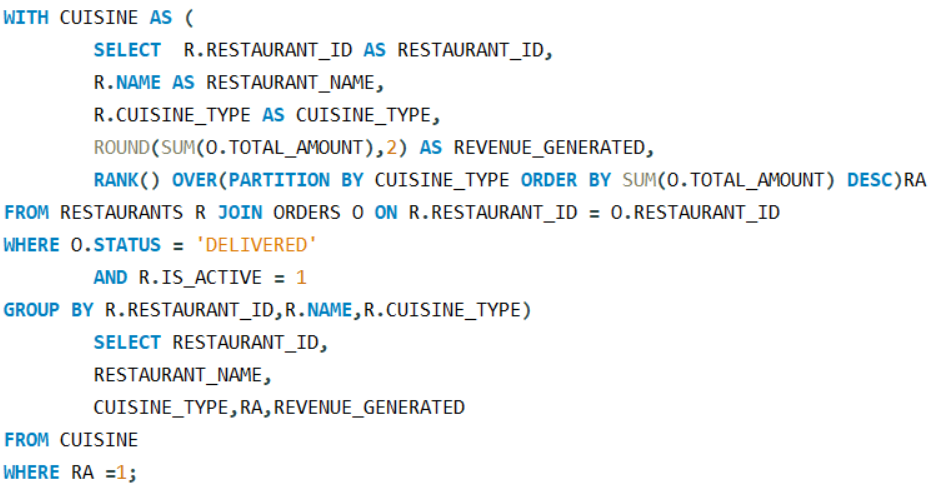 WITH CUISINE AS (
SELECT R.RESTAURANT_ID AS RESTAURANT_ID,
R.NAME AS RESTAURANT_NAME,
R.CUISINE_TYPE AS CUISINE_TYPE,
ROUND(SUM(O.TOTAL_AMOUNT),2) AS REVENUE_GENERATED,
RANK() OVER(PARTITION BY CUISINE_TYPE ORDER BY SUM(O.TOTAL_AMOUNT) DESC)RA
FROM RESTAURANTS R JOIN ORDERS O ON R.RESTAURANT_ID = O.RESTAURANT_ID
WHERE O.STATUS = 'DELIVERED'
AND R.IS_ACTIVE = 1
GROUP BY R.RESTAURANT_ID,R.NAME,R.CUISINE_TYPE)
SELECT RESTAURANT_ID,
RESTAURANT_NAME,
CUISINE_TYPE,RA,REVENUE_GENERATED
FROM CUISINE
WHERE RA =1;